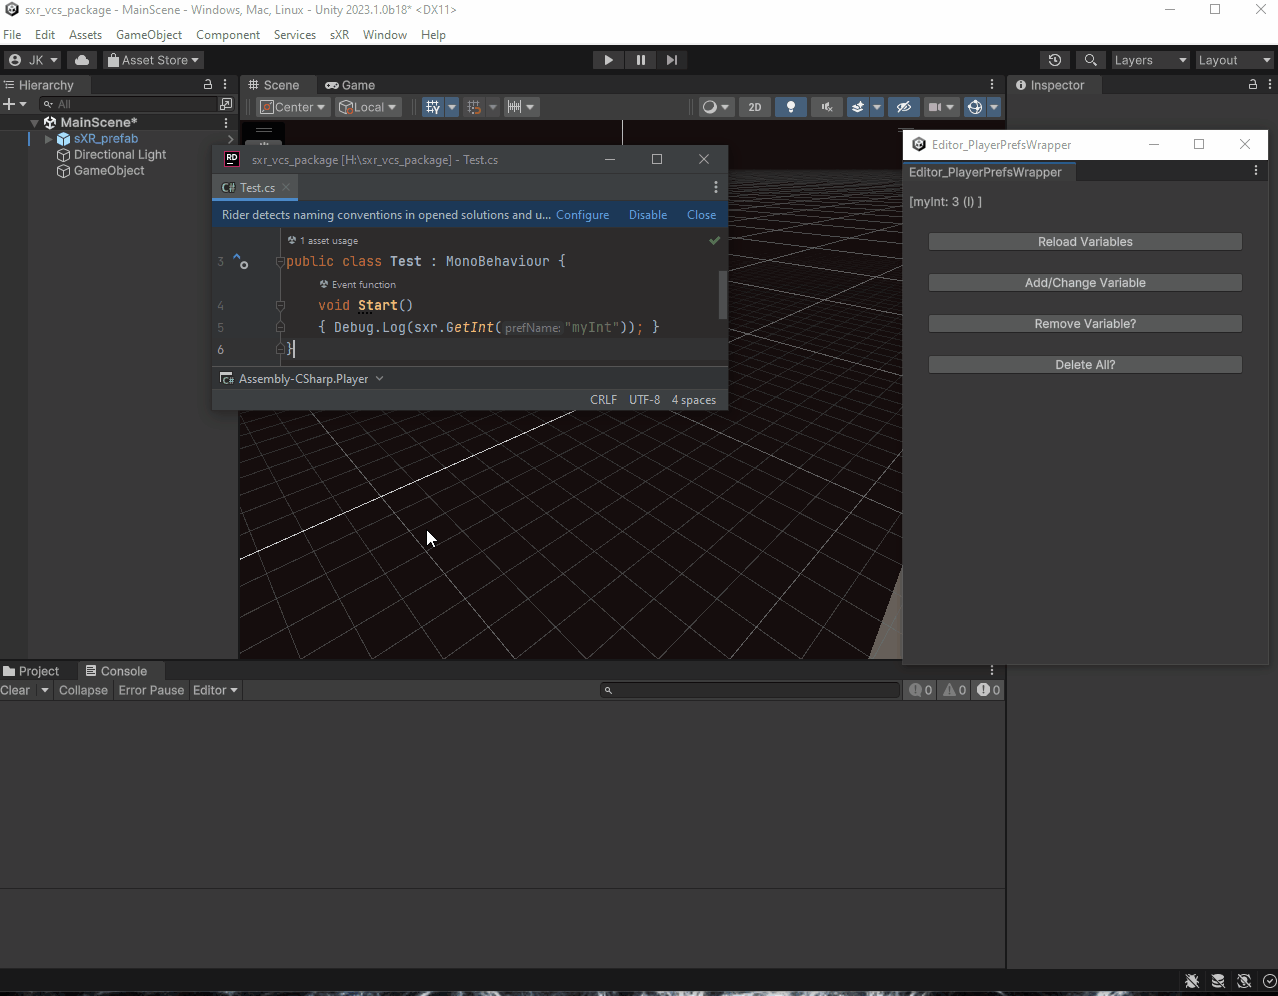 sxr_vcs_package - MainScene - Windows, Mac, Linux - Unity 2023.1.0b18* <DX11>
File Edit Assets GameObject Component Services sXR Window Help
JK Asset Store Layers Layout
Hierarchy
All
MainScene*
sXR_prefab
Directional Light
GameObject
Scene Game
Center Local 2D
Inspector
RD sxr_vcs_package [H:\sxr_vcs_package] - Test.cs
C# Test.cs
Rider detects naming conventions in opened solutions and u... Configure Disable Close
1 asset usage
3 public class Test : MonoBehaviour {
Event function
4 void Start()
5 { Debug.Log(sxr.GetInt( prefName: "myInt")); }
6 }
C# Assembly-CSharp.Player
CRLF UTF-8 4 spaces
Editor_PlayerPrefsWrapper
Editor_PlayerPrefsWrapper
[myInt: 3 (I) ]
Reload Variables
Add/Change Variable
Remove Variable?
Delete All?
Project Console
Clear Collapse Error Pause Editor 0 0 0